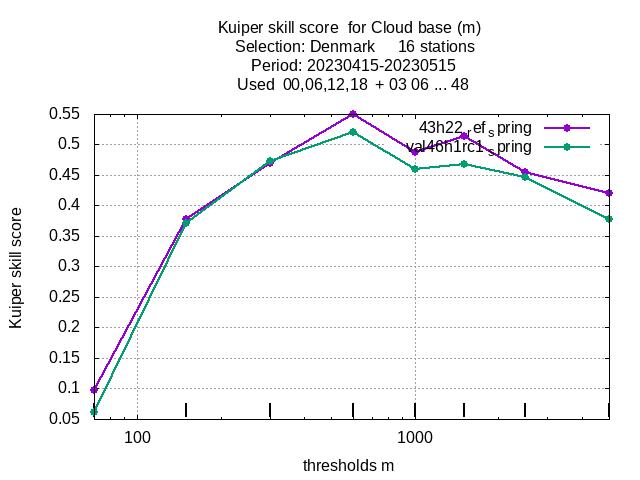 Kuiper skill score for Cloud base (m)
Selection: Denmark 16 stations
Period: 20230415-20230515
Used 00,06,12,18 + 03 06 ... 48
43h22_ref_spring
val46h1rc1_spring
0.55
0.5
0.45
0.4
0.35
0.3
0.25
0.2
0.15
0.1
0.05
Kuiper skill score
100
1000
thresholds m